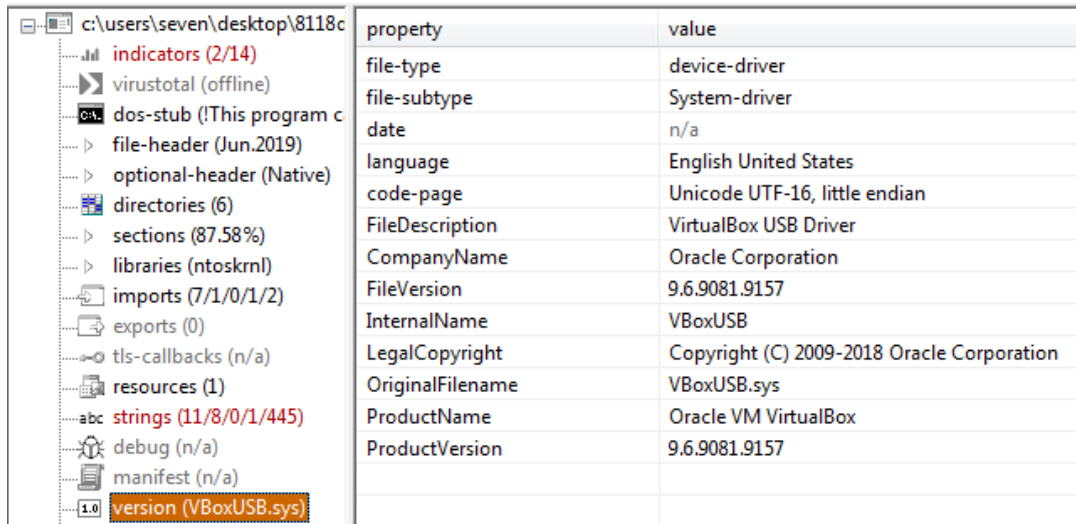 c:\users\seven\desktop\8118c
indicators (2/14)
virustotal (offline)
dos-stub (!This program c
file-header (Jun.2019)
optional-header (Native)
directories (6)
sections (87.58%)
libraries (ntoskrnl)
imports (7/1/0/1/2)
exports (0)
tls-callbacks (n/a)
resources (1)
abc strings (11/8/0/1/445)
debug (n/a)
manifest (n/a)
1.0 version (VBoxUSB.sys)
property value
file-type device-driver
file-subtype System-driver
date n/a
language English United States
code-page Unicode UTF-16, little endian
FileDescription VirtualBox USB Driver
CompanyName Oracle Corporation
FileVersion 9.6.9081.9157
InternalName VBoxUSB
LegalCopyright Copyright (C) 2009-2018 Oracle Corporation
OriginalFilename VBoxUSB.sys
ProductName Oracle VM VirtualBox
ProductVersion 9.6.9081.9157